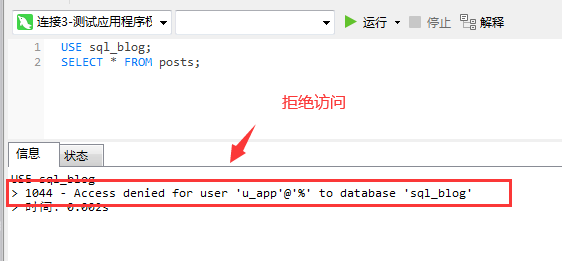 连接3-测试应用程序权
运行
停止
解释
1 USE sql_blog;
2 SELECT * FROM posts;
拒绝访问
信息
状态
USE sql_blog
> 1044 - Access denied for user 'u_app'@'%' to database 'sql_blog'
> 时间: 0.002s